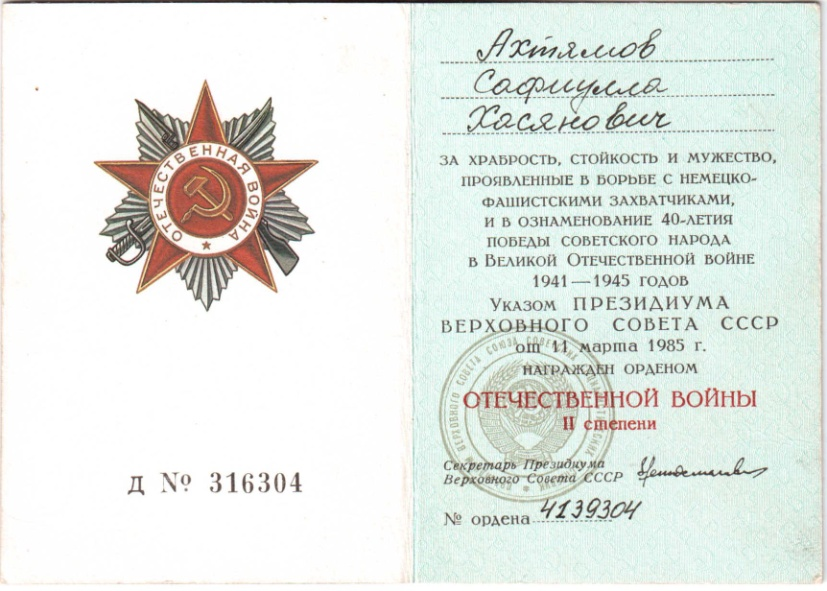 ОТЕЧЕСТВЕННАЯ ВОЙНА
Д № 316304
Ахтямов
Сафиулла
Хасянович
ЗА ХРАБРОСТЬ, СТОЙКОСТЬ И МУЖЕСТВО,
ПРОЯВЛЕННЫЕ В БОРЬБЕ С НЕМЕЦКО-
ФАШИСТСКИМИ ЗАХВАТЧИКАМИ,
И В ОЗНАМЕНОВАНИЕ 40-ЛЕТИЯ
ПОБЕДЫ СОВЕТСКОГО НАРОДА
В ВЕЛИКОЙ ОТЕЧЕСТВЕННОЙ ВОЙНЕ
1941—1945 ГОДОВ
УКАЗОМ ПРЕЗИДИУМА
ВЕРХОВНОГО СОВЕТА СССР
от 11 марта 1985 г.
НАГРАЖДЕН ОРДЕНОМ
ОТЕЧЕСТВЕННОЙ ВОЙНЫ
II степени
Секретарь Президиума
Верховного Совета СССР
№ ордена 4139304